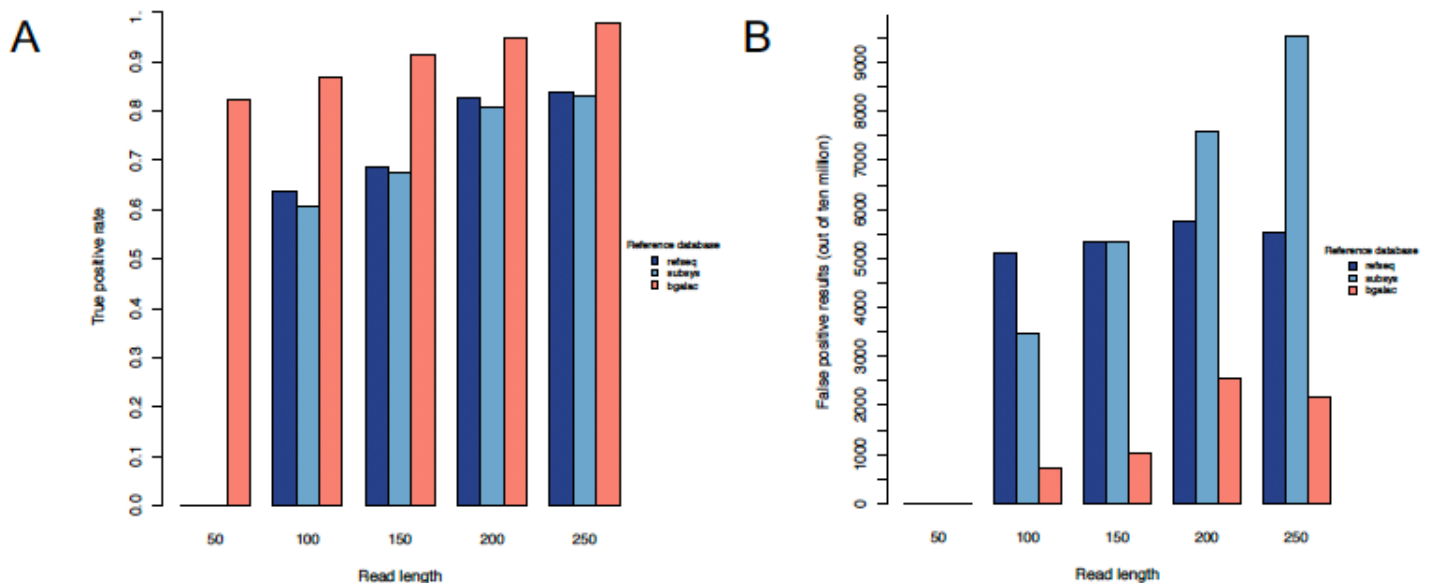 A
True positive rate
1.
0.9
0.8
0.7
0.6
0.5
0.4
0.3
0.2
0.1
0.0
50 100 150 200 250
Read length
Reference database
refseq
subsys
bgalac
B
False positive results (out of ten million)
9000
8000
7000
6000
5000
4000
3000
2000
1000
0
50 100 150 200 250
Read length
Reference database
refseq
subsys
bgalac